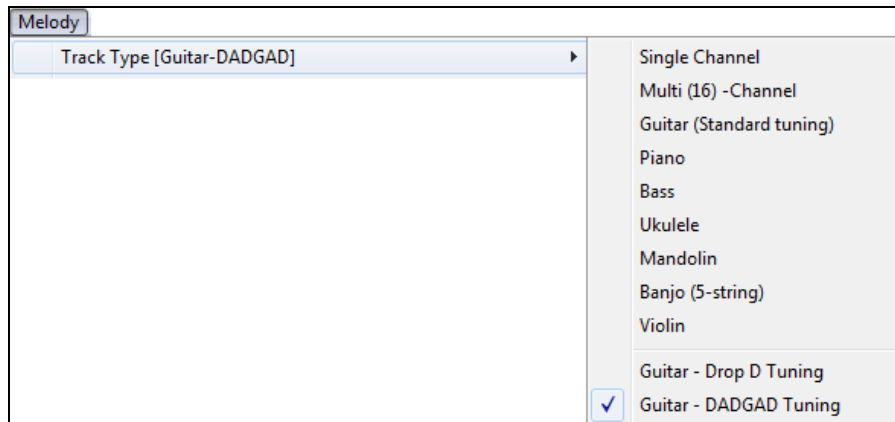 Melody
Track Type [Guitar-DADGAD]
Single Channel
Multi (16) -Channel
Guitar (Standard tuning)
Piano
Bass
Ukulele
Mandolin
Banjo (5-string)
Violin
Guitar - Drop D Tuning
Guitar - DADGAD Tuning